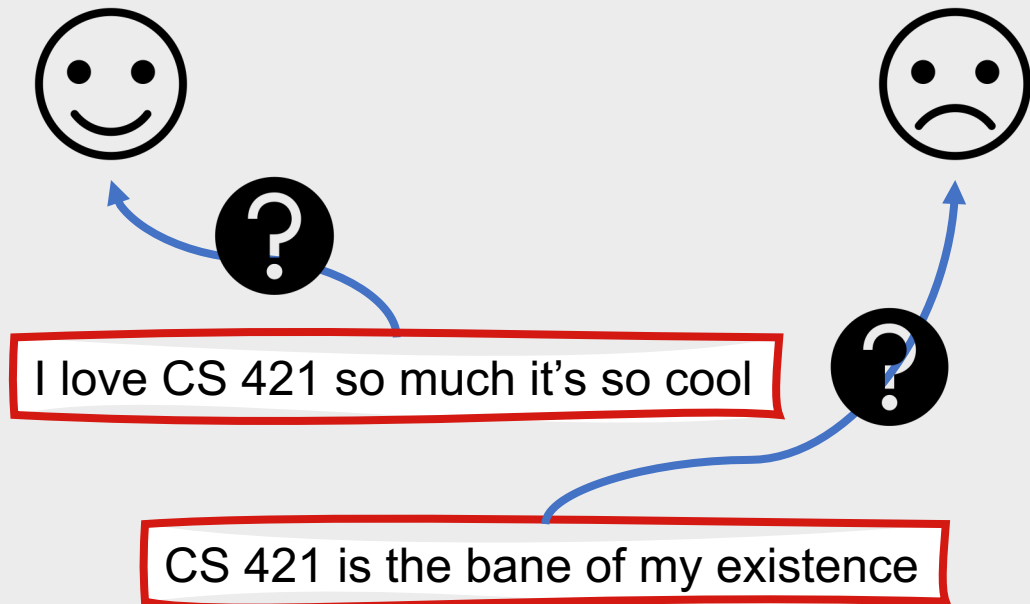 ?
I love CS 421 so much it’s so cool
?
CS 421 is the bane of my existence